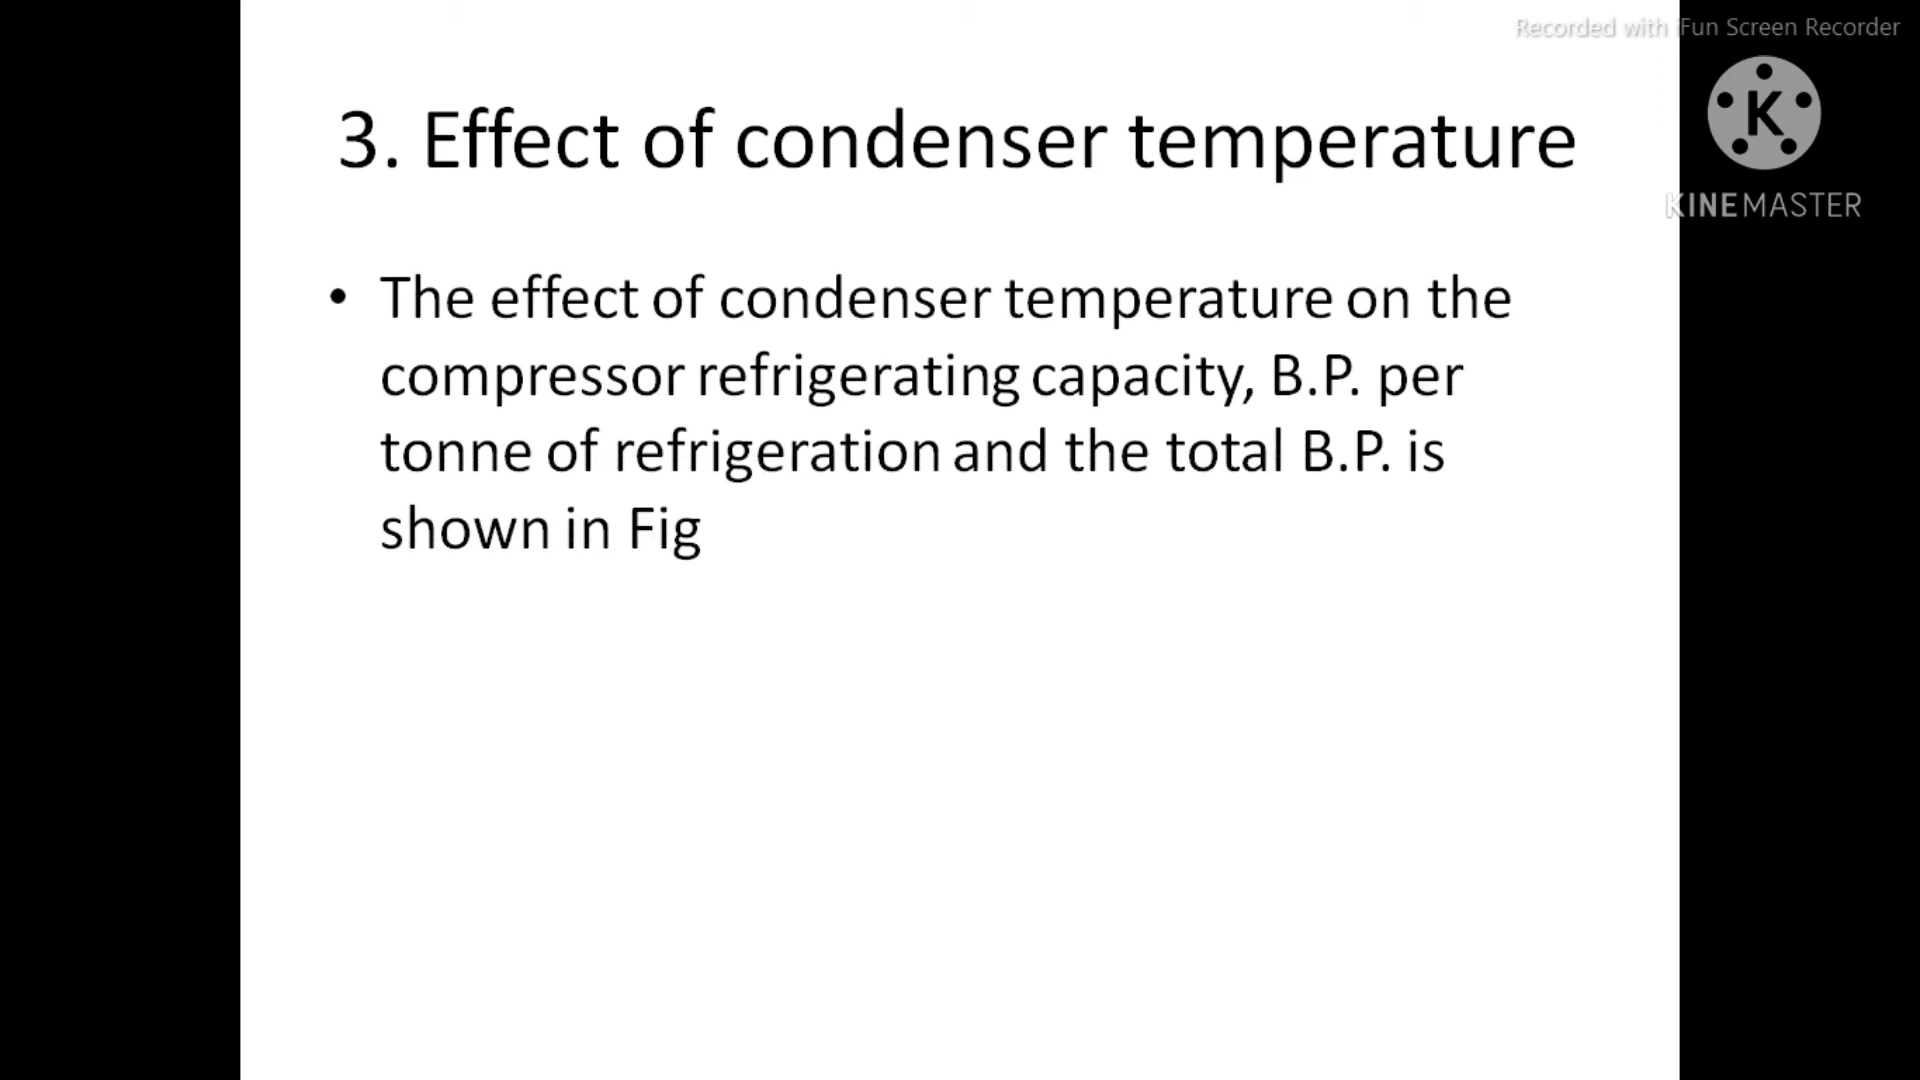 Recorded with iFun Screen Recorder
K
KINEMASTER
3. Effect of condenser temperature
• The effect of condenser temperature on the
compressor refrigerating capacity, B.P. per
tonne of refrigeration and the total B.P. is
shown in Fig